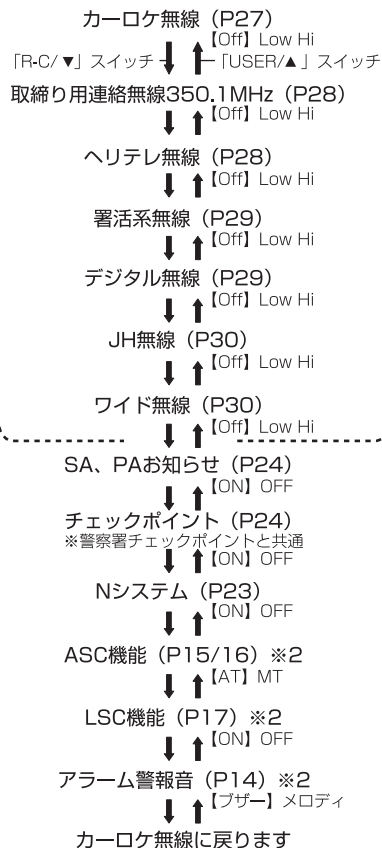 カーロケ無線（P27）
【Off】Low Hi
「R-C/▼」スイッチ 「USER/▲」スイッチ
取締り用連絡無線350.1MHz（P28）
【Off】Low Hi
ヘリテレ無線（P28）
【Off】Low Hi
署活系無線（P29）
【Off】Low Hi
デジタル無線（P29）
【Off】Low Hi
JH無線（P30）
【Off】Low Hi
ワイド無線（P30）
【Off】Low Hi
SA、PAお知らせ（P24）
【ON】OFF
チェックポイント（P24）
※警察署チェックポイントと共通
【ON】OFF
Nシステム（P23）
【ON】OFF
ASC機能（P15/16）※2
【AT】MT
LSC機能（P17）※2
【ON】OFF
アラーム警報音（P14）※2
【ブザー】メロディ
カーロケ無線に戻ります